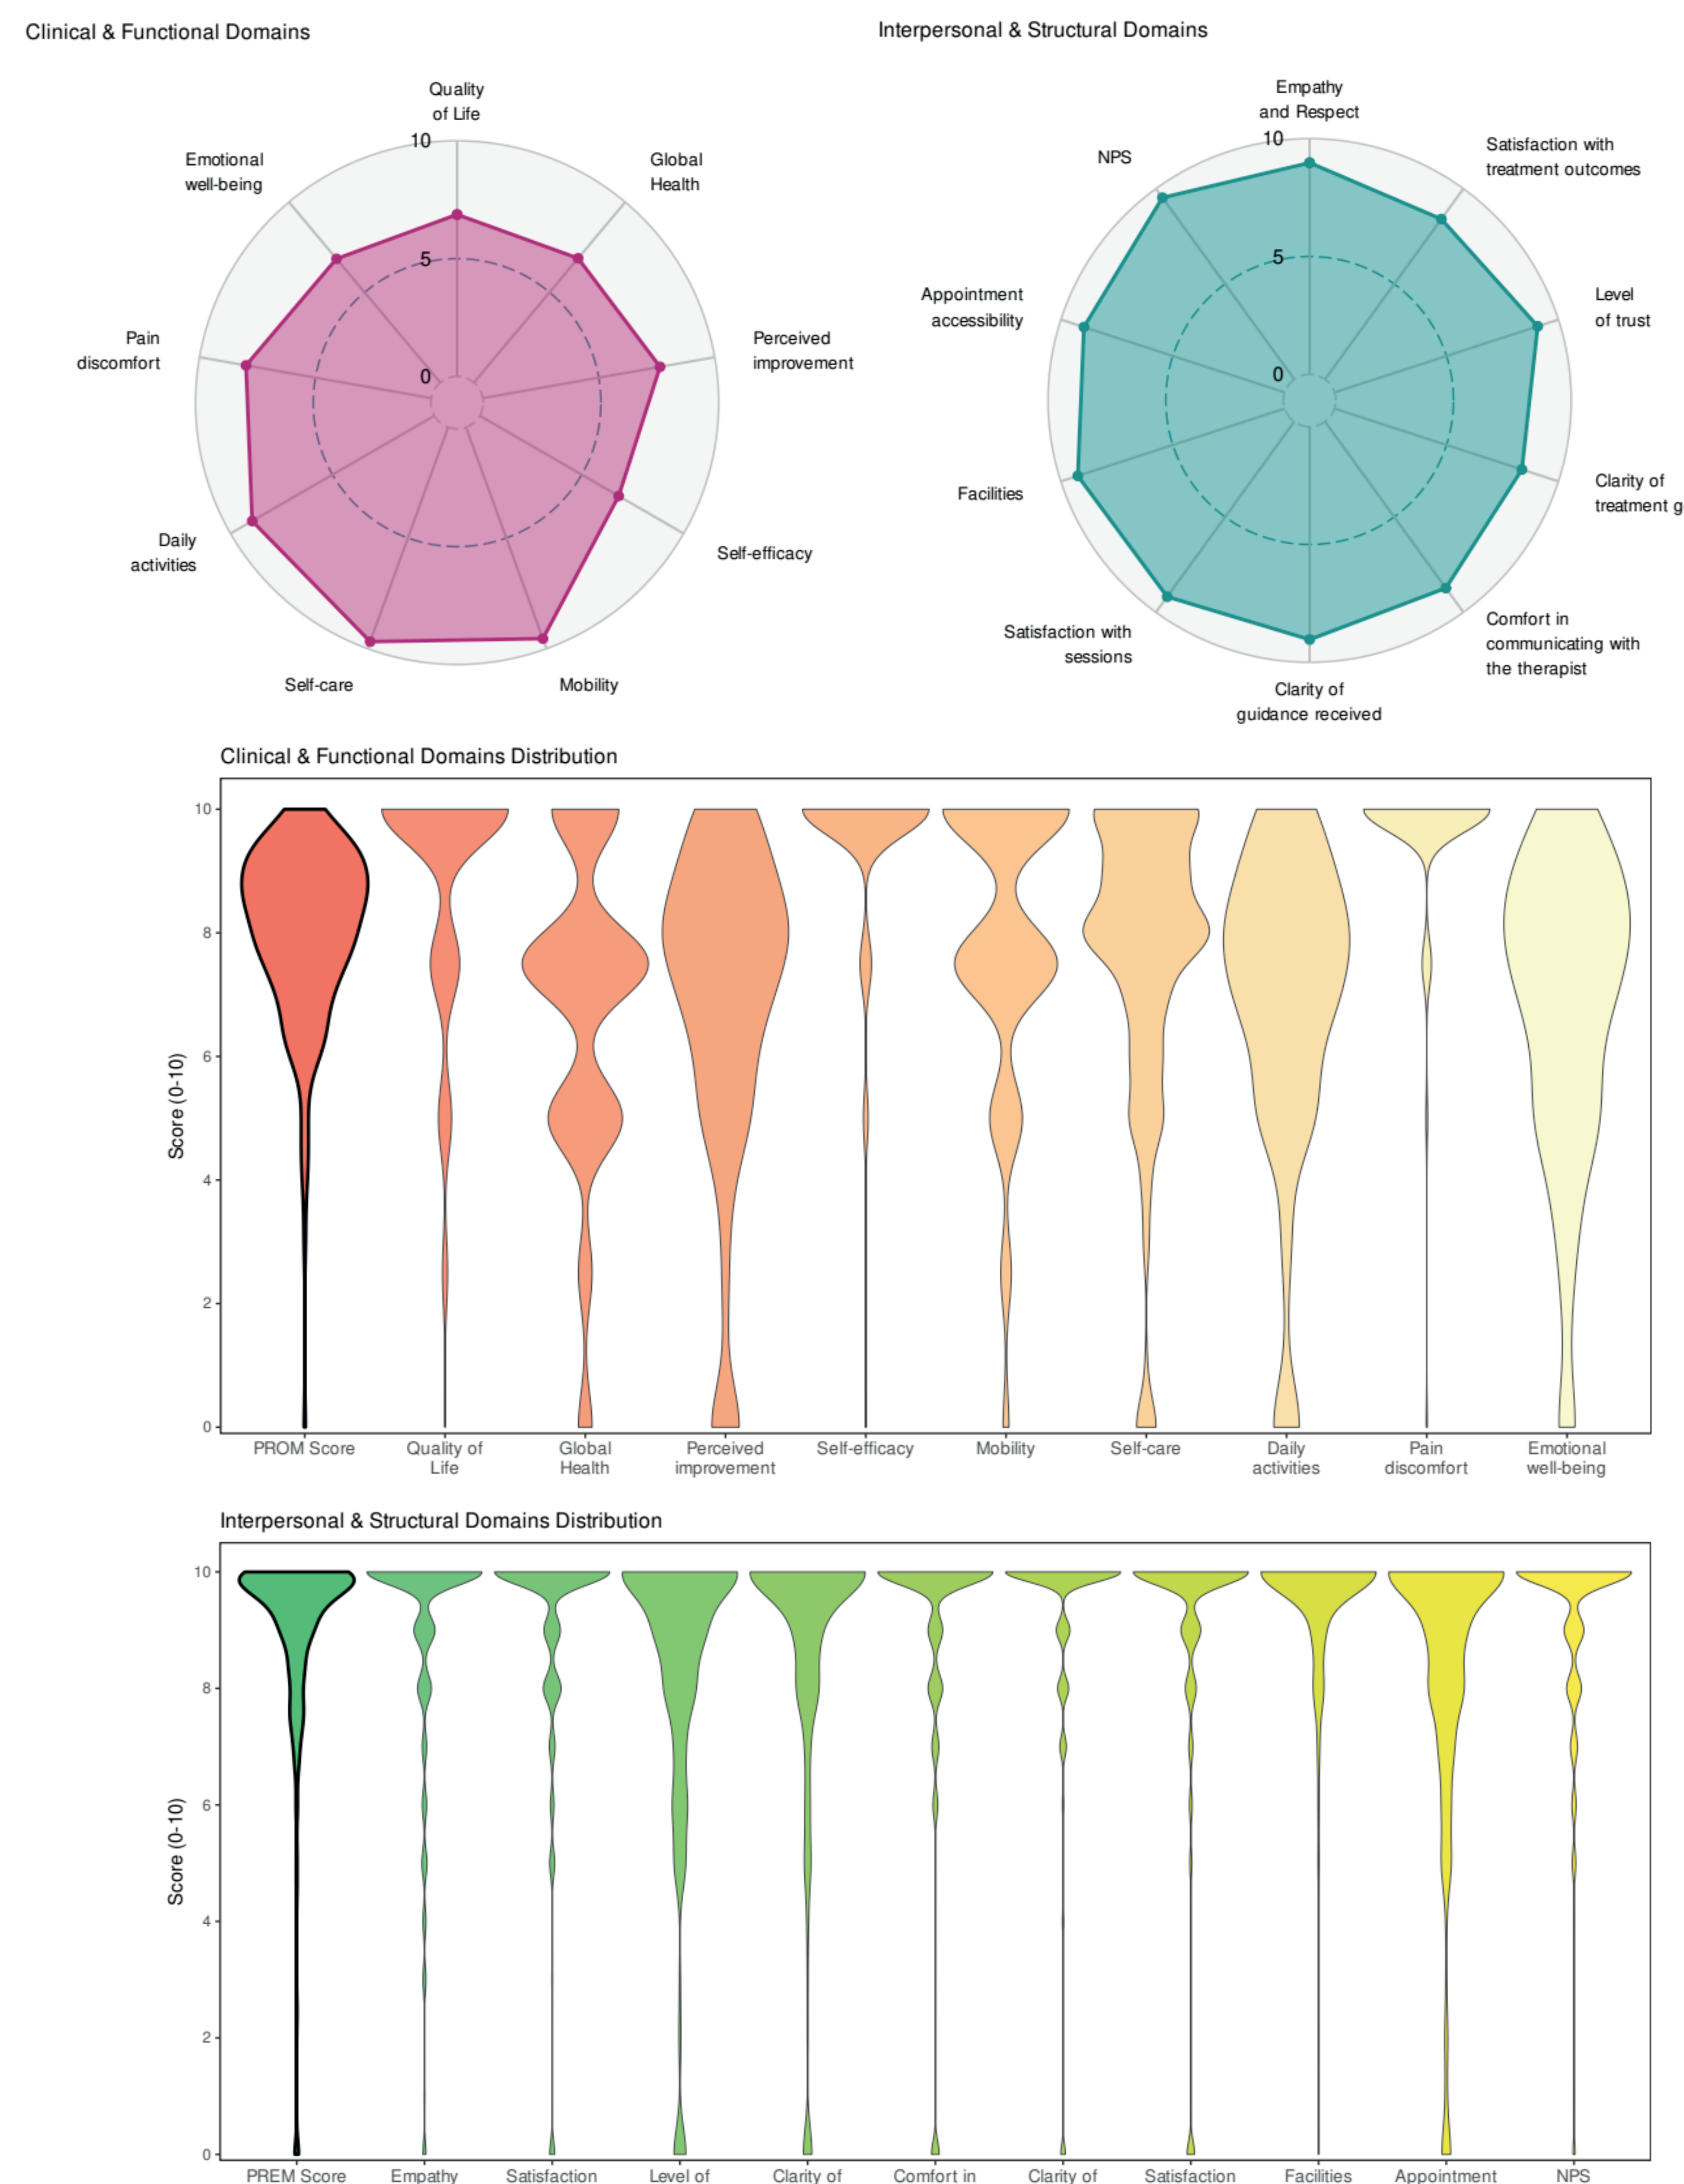 Clinical & Functional Domains
Quality
of Life
10
Emotional
well-being
Global
Health
5
Pain
discomfort
0
Perceived
improvement
Daily
activities
Self-efficacy
Self-care
Mobility
Interpersonal & Structural Domains
Empathy
and Respect
10
NPS
Satisfaction with
treatment outcomes
5
Appointment
accessibility
Level
of trust
0
Facilities
Clarity of
treatment g
Satisfaction with
sessions
Comfort in
communicating with
the therapist
Clarity of
guidance received
Clinical & Functional Domains Distribution
Score (0-10)
10
8
6
4
2
0
PROM Score
Quality of
Life
Global
Health
Perceived
improvement
Self-efficacy
Mobility
Self-care
Daily
activities
Pain
discomfort
Emotional
well-being
Interpersonal & Structural Domains Distribution
Score (0-10)
10
8
6
4
2
0
PREM Score
Empathy
Satisfaction
Level of
Clarity of
Comfort in
Clarity of
Satisfaction
Facilities
Appointment
NPS